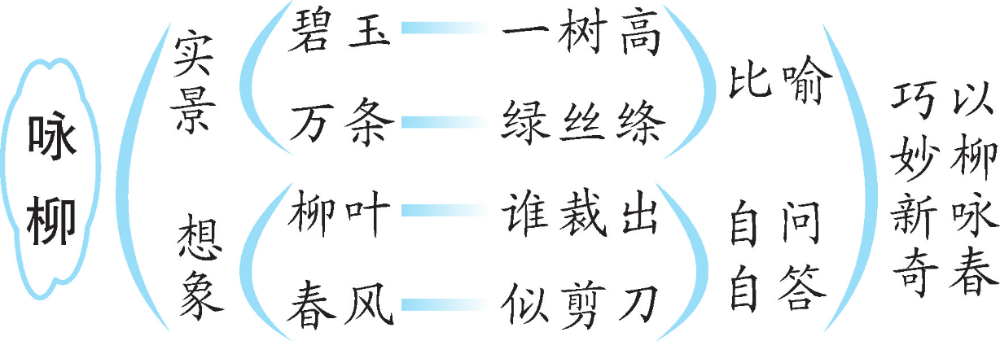 咏柳
实景
碧玉 一树高
万条 绿丝绦
比喻
想象
柳叶 谁裁出
春风 似剪刀
自问
自答
以柳咏春
巧妙新奇